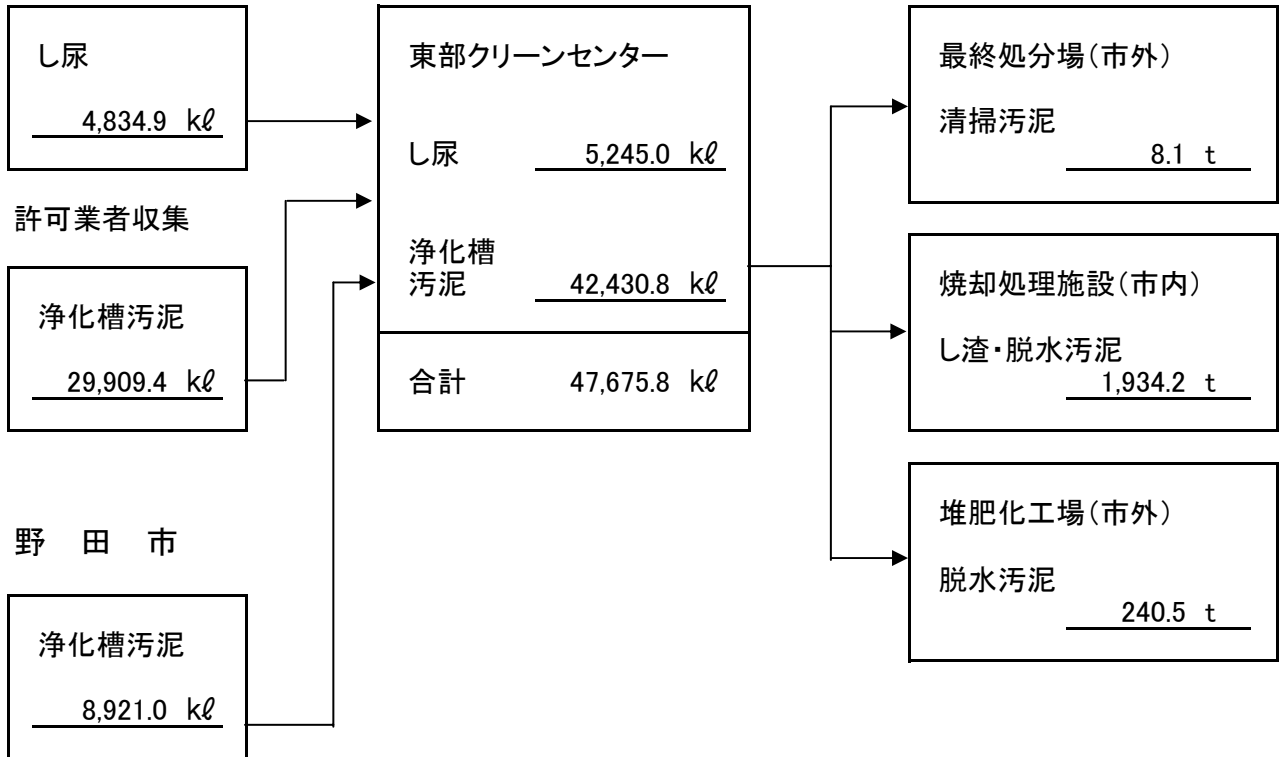 し尿
4,834.9 kℓ
許可業者収集
浄化槽汚泥
29,909.4 kℓ
野 田 市
浄化槽汚泥
8,921.0 kℓ
東部クリーンセンター
し尿 5,245.0 kℓ
浄化槽
汚泥 42,430.8 kℓ
合計 47,675.8 kℓ
最終処分場(市外)
清掃汚泥
8.1 t
焼却処理施設(市内)
し渣・脱水汚泥
1,934.2 t
堆肥化工場(市外)
脱水汚泥
240.5 t